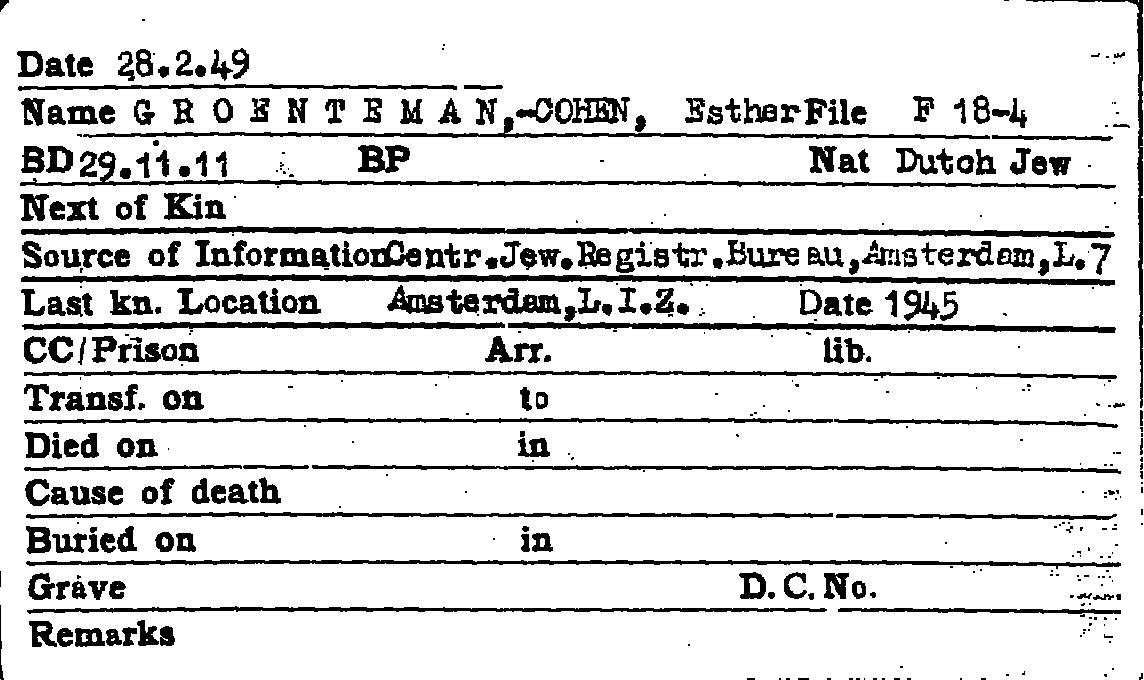 Date 28.2.49
Name G R O E N T E M A N,-COHEN, Esther File F 18-4
BD 29.11.11 BP Nat Dutch Jew
Next of Kin
Source of Information Centr.Jew.Registr.Bureau,Amsterdam,L.7
Last kn. Location Amsterdam,L.I.Z. Date 1945
CC/Prison Arr. lib.
Transf. on to
Died on in
Cause of death
Buried on in
Grave D.C. No.
Remarks